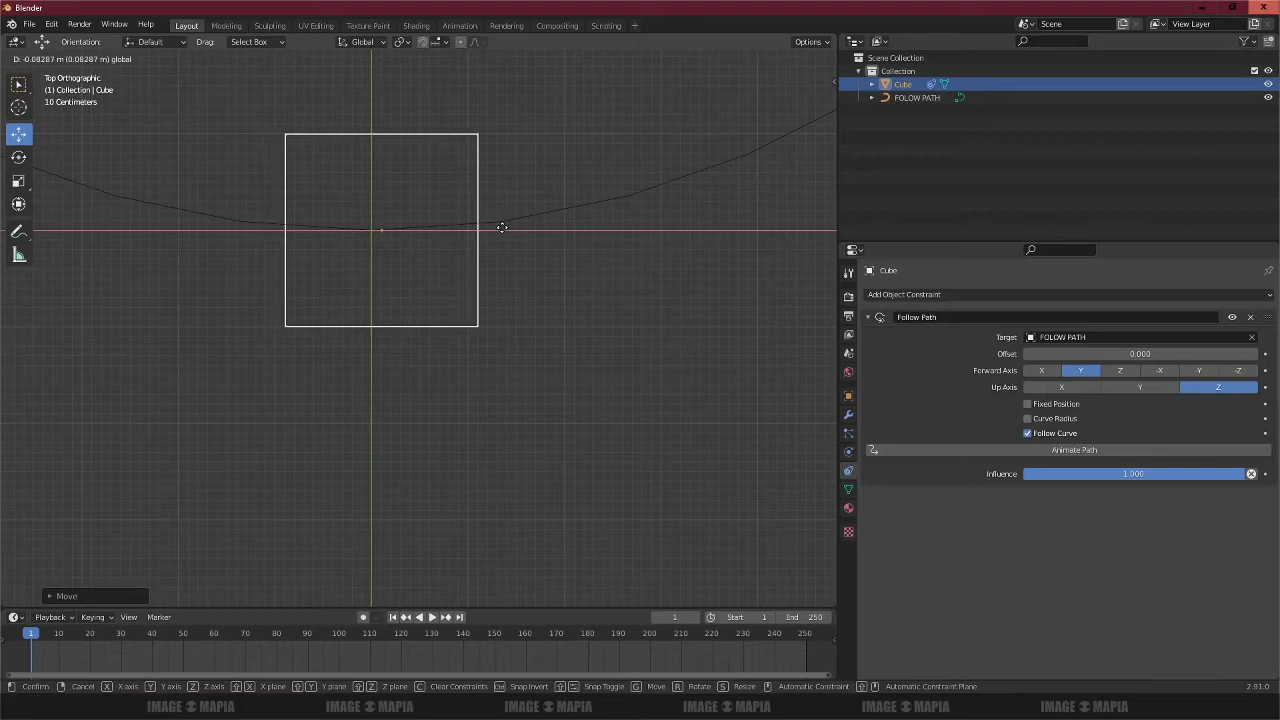 Blender
File Edit Render Window Help Layout Modeling Sculpting UV Editing Texture Paint Shading Animation Rendering Compositing Scripting + Scene View Layer
Orientation: Default Drag: Select Box Global Options
D: -0.08287 m (0.08287 m) global
Top Orthographic
(1) Collection | Cube
10 Centimeters
Scene Collection
Collection
Cube
FOLOW PATH
Cube
Add Object Constraint
Follow Path
Target FOLOW PATH
Offset 0.000
Forward Axis X Y Z -X -Y -Z
Up Axis X Y Z
Fixed Position
Curve Radius
Follow Curve
Animate Path
Influence 1.000
Move
Playback Keying View Marker 1 Start 1 End 250
1 10 20 30 40 50 60 70 80 90 100 110 120 130 140 150 160 170 180 190 200 210 220 230 240 250
Confirm Cancel X X axis Y Y axis Z Z axis X X plane Y Y plane Z Z plane C Clear Constraints Snap Invert Snap Toggle G Move R Rotate S Resize Automatic Constraint Automatic Constraint Plane 2.91.0
IMAGE MAPIA IMAGE MAPIA IMAGE MAPIA IMAGE MAPIA IMAGE MAPIA IMAGE MAPIA